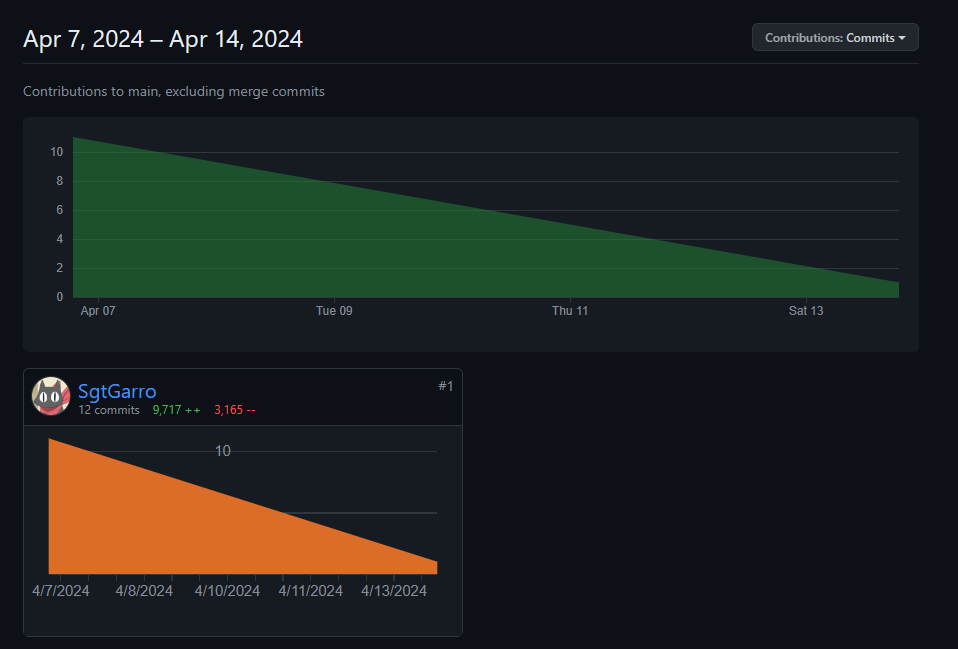 Apr 7, 2024 – Apr 14, 2024
Contributions: Commits
Contributions to main, excluding merge commits
10
8
6
4
2
0
Apr 07 Tue 09 Thu 11 Sat 13
SgtGarro #1
12 commits 9,717 ++ 3,165 --
10
4/7/2024 4/8/2024 4/10/2024 4/11/2024 4/13/2024